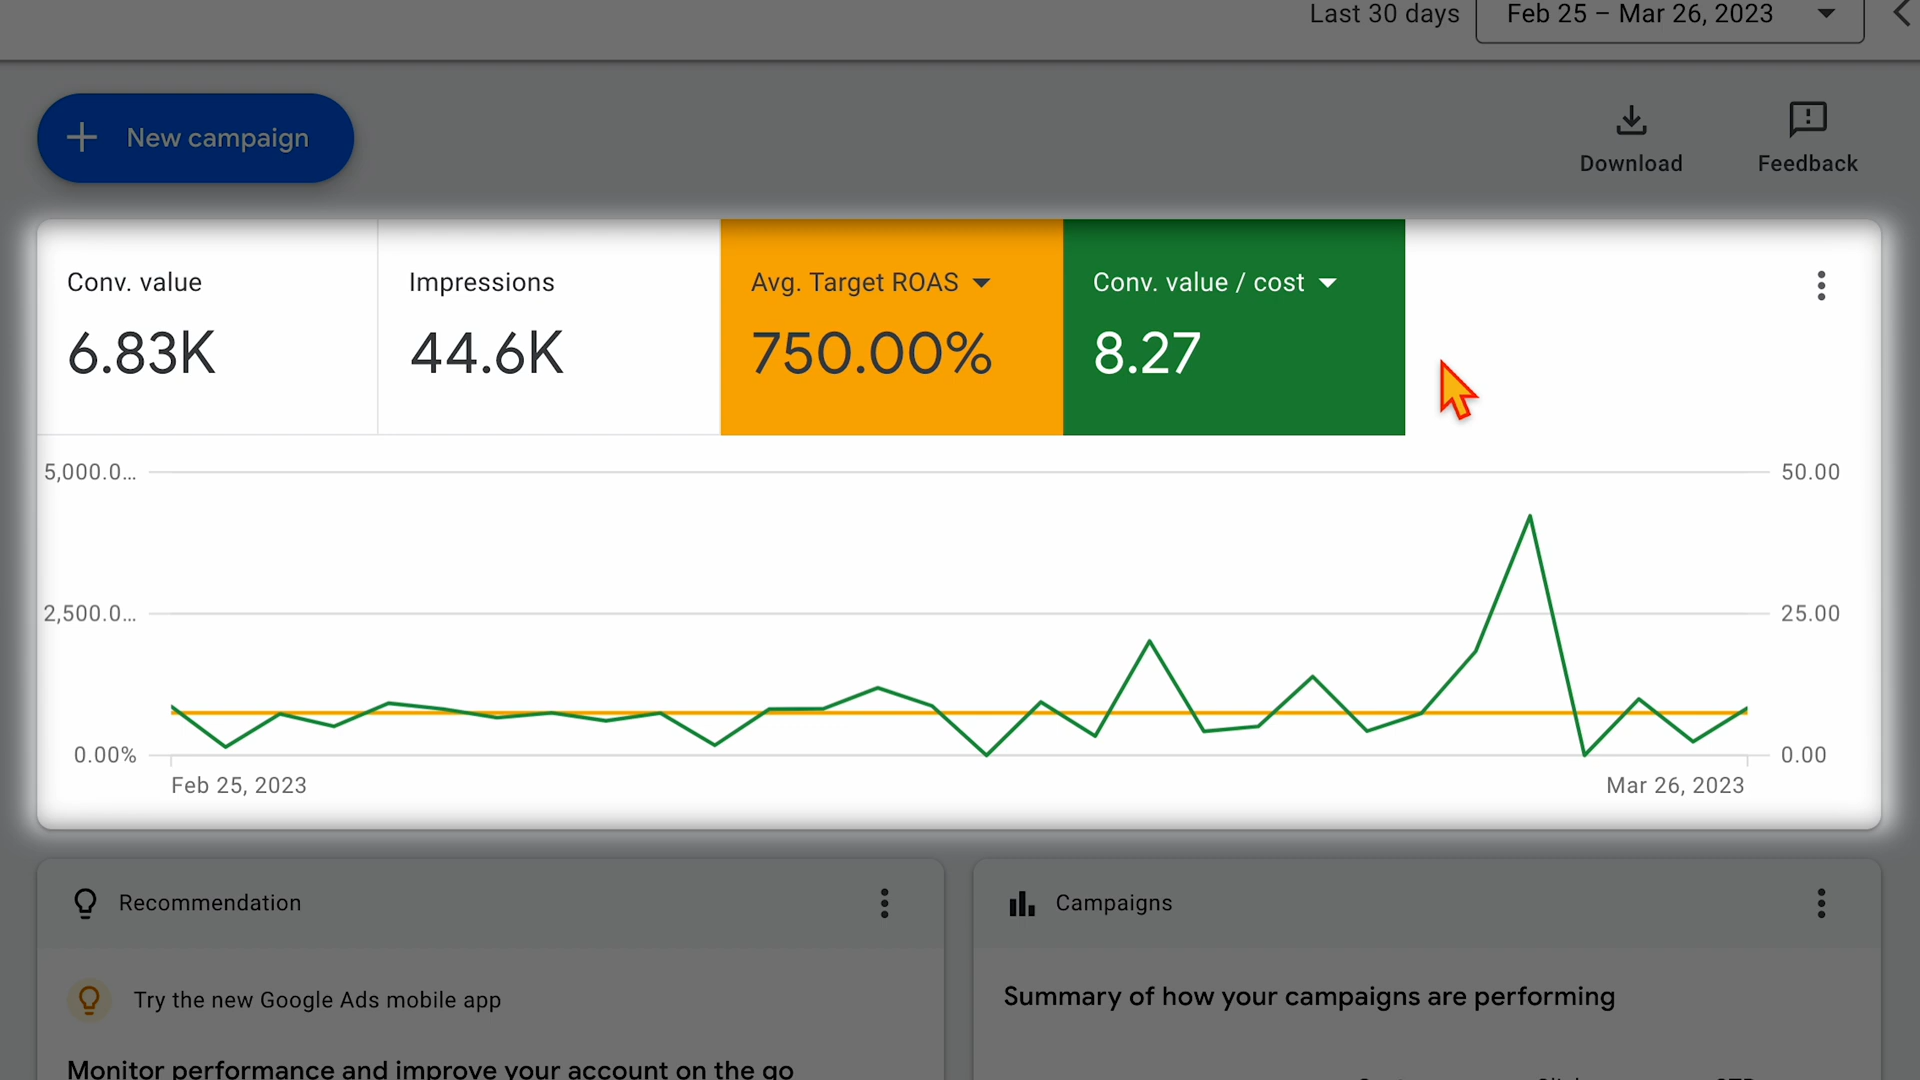 Last 30 days Feb 25 – Mar 26, 2023
New campaign
Download
Feedback
Conv. value
6.83K
Impressions
44.6K
Avg. Target ROAS
750.00%
Conv. value / cost
8.27
5,000.0...
50.00
2,500.0...
25.00
0.00%
0.00
Feb 25, 2023
Mar 26, 2023
Recommendation
Try the new Google Ads mobile app
Monitor performance and improve your account on the go
Campaigns
Summary of how your campaigns are performing